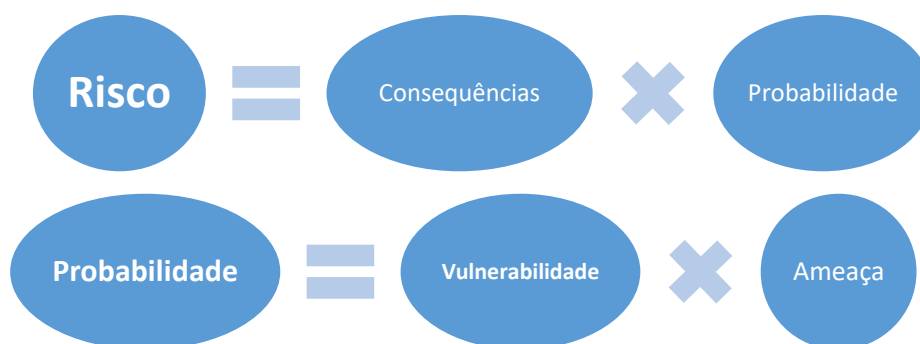 Risco
Consequências
Probabilidade
Probabilidade
Vulnerabilidade
Ameaça